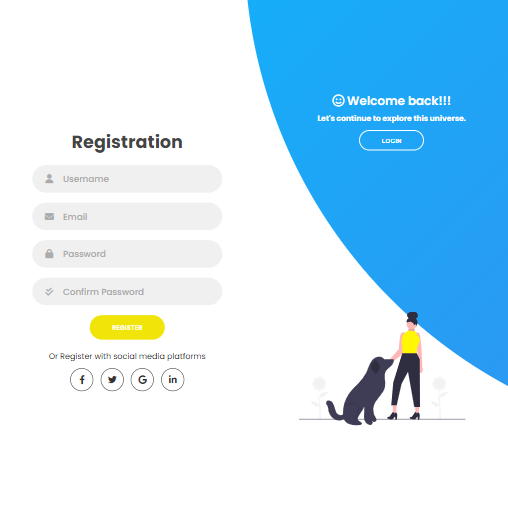 Welcome back!!!
Let's continue to explore this universe.
LOGIN
Registration
Username
Email
Password
Confirm Password
REGISTER
Or Register with social media platforms